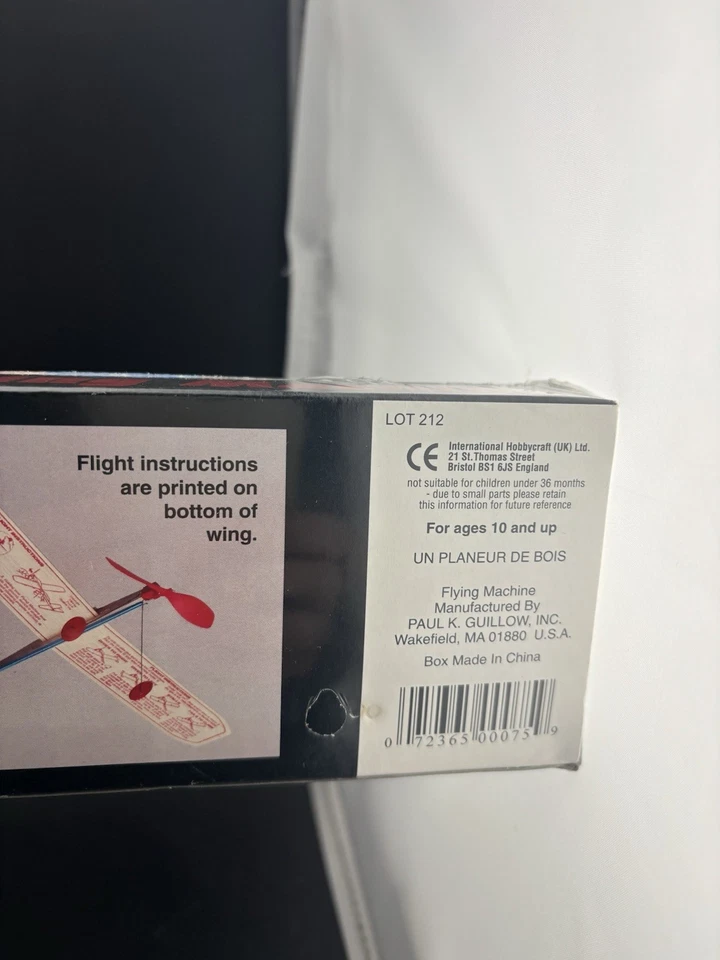 Flight instructions
are printed on
bottom of
wing.
LOT 212
CE International Hobbycraft (UK) Ltd.
21 St.Thomas Street
Bristol BS1 6JS England
not suitable for children under 36 months
- due to small parts please retain
this information for future reference
For ages 10 and up
UN PLANEUR DE BOIS
Flying Machine
Manufactured By
PAUL K. GUILLOW, INC.
Wakefield, MA 01880 U.S.A.
Box Made In China
0 72365 00075 9